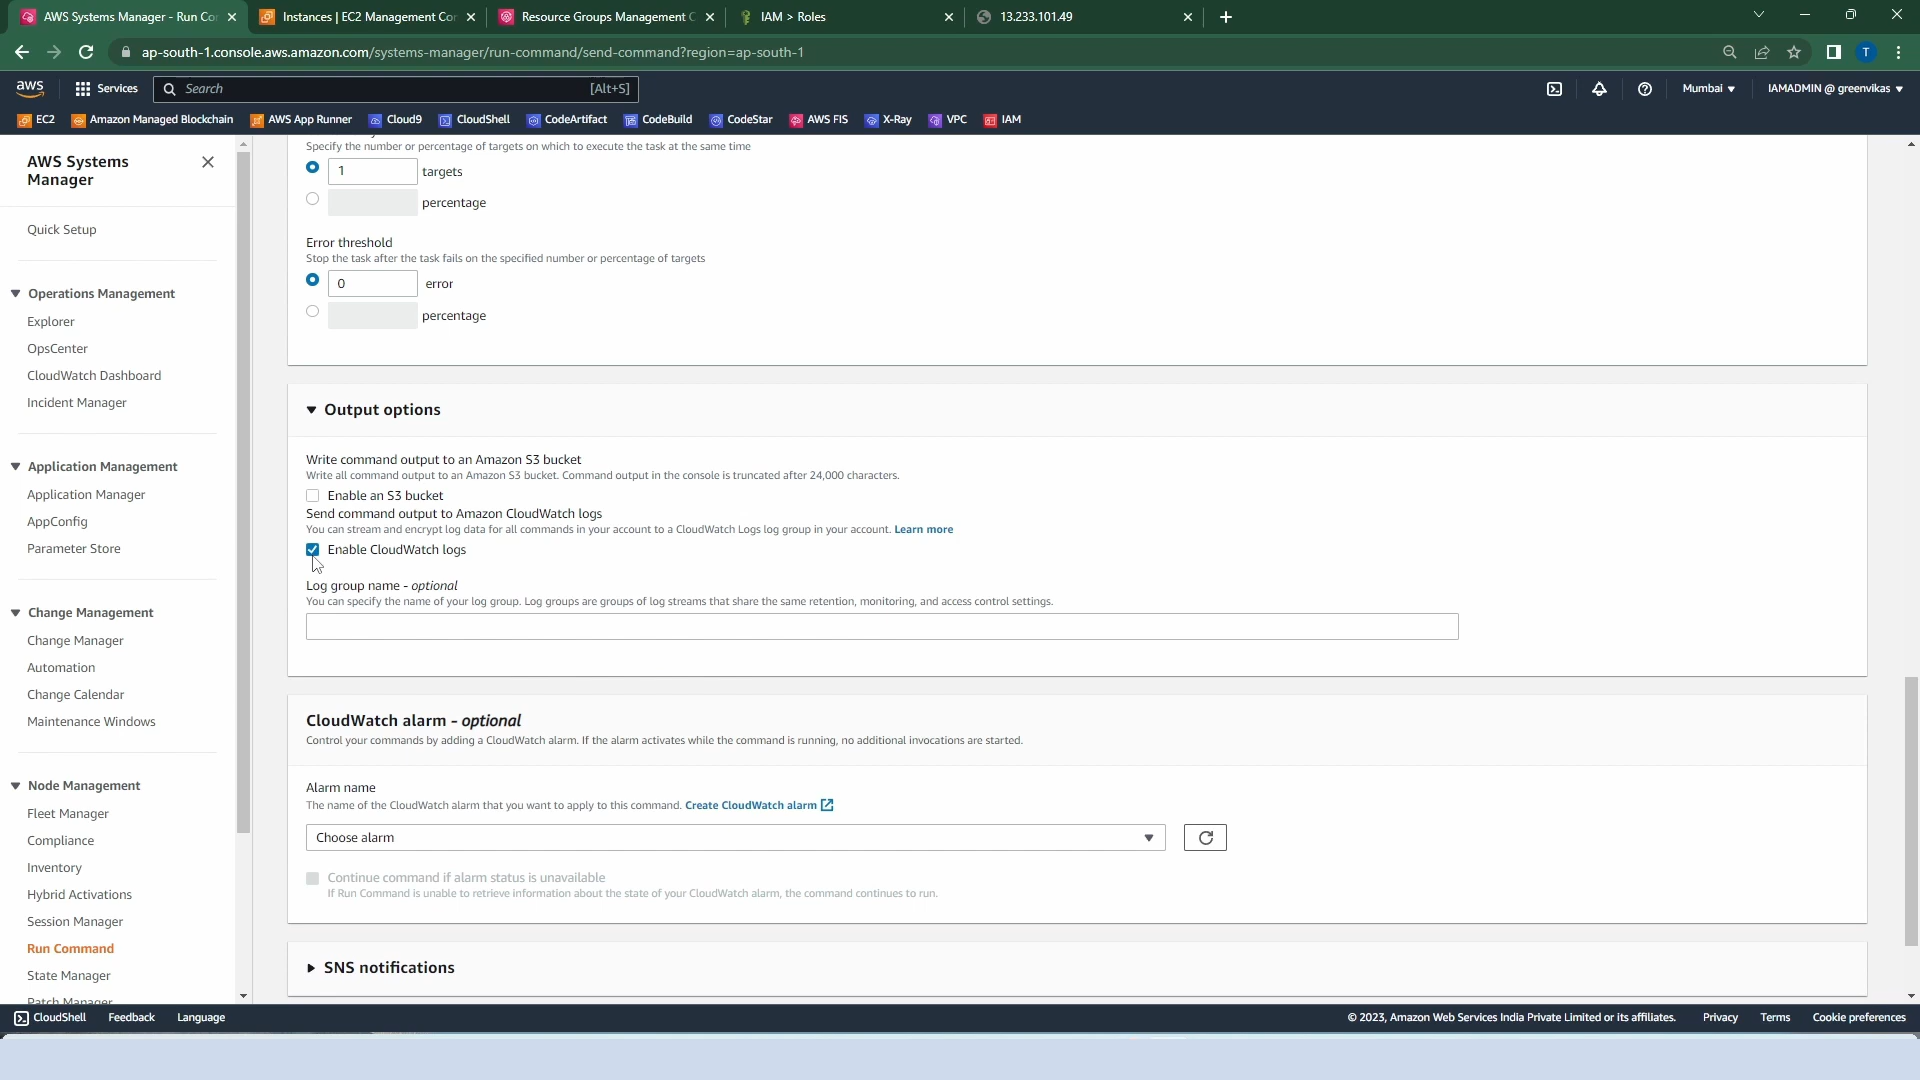 AWS Systems Manager - Run Co
Instances | EC2 Management Co
Resource Groups Management C
IAM > Roles
13.233.101.49
ap-south-1.console.aws.amazon.com/systems-manager/run-command/send-command?region=ap-south-1
T
aws
Services
Search
[Alt+S]
Mumbai
IAMADMIN @ greenvikas
EC2
Amazon Managed Blockchain
AWS App Runner
Cloud9
CloudShell
CodeArtifact
CodeBuild
CodeStar
AWS FIS
X-Ray
VPC
IAM
AWS Systems
Manager
Quick Setup
Operations Management
Explorer
OpsCenter
CloudWatch Dashboard
Incident Manager
Application Management
Application Manager
AppConfig
Parameter Store
Change Management
Change Manager
Automation
Change Calendar
Maintenance Windows
Node Management
Fleet Manager
Compliance
Inventory
Hybrid Activations
Session Manager
Run Command
State Manager
Patch Manager
Specify the number or percentage of targets on which to execute the task at the same time
1 targets
percentage
Error threshold
Stop the task after the task fails on the specified number or percentage of targets
0 error
percentage
Output options
Write command output to an Amazon S3 bucket
Write all command output to an Amazon S3 bucket. Command output in the console is truncated after 24,000 characters.
Enable an S3 bucket
Send command output to Amazon CloudWatch logs
You can stream and encrypt log data for all commands in your account to a CloudWatch Logs log group in your account. Learn more
Enable CloudWatch logs
Log group name - optional
You can specify the name of your log group. Log groups are groups of log streams that share the same retention, monitoring, and access control settings.
CloudWatch alarm - optional
Control your commands by adding a CloudWatch alarm. If the alarm activates while the command is running, no additional invocations are started.
Alarm name
The name of the CloudWatch alarm that you want to apply to this command. Create CloudWatch alarm
Choose alarm
Continue command if alarm status is unavailable
If Run Command is unable to retrieve information about the state of your CloudWatch alarm, the command continues to run.
SNS notifications
CloudShell
Feedback
Language
© 2023, Amazon Web Services India Private Limited or its affiliates.
Privacy
Terms
Cookie preferences